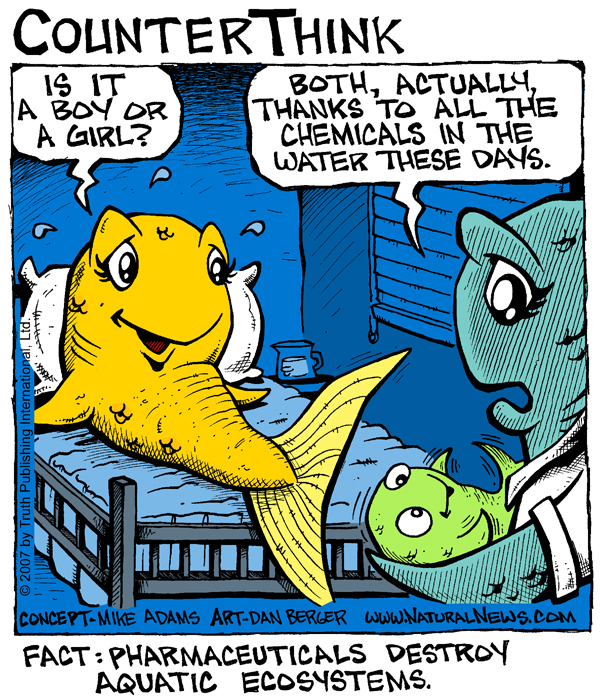 COUNTERTHINK
IS IT
A BOY OR
A GIRL?
BOTH, ACTUALLY,
THANKS TO ALL THE
CHEMICALS IN THE
WATER THESE DAYS.
© 2007 by Truth Publishing International, Ltd.
CONCEPT-MIKE ADAMS ART-DAN BERGER WWW.NATURALNEWS.COM
FACT: PHARMACEUTICALS DESTROY
AQUATIC ECOSYSTEMS.